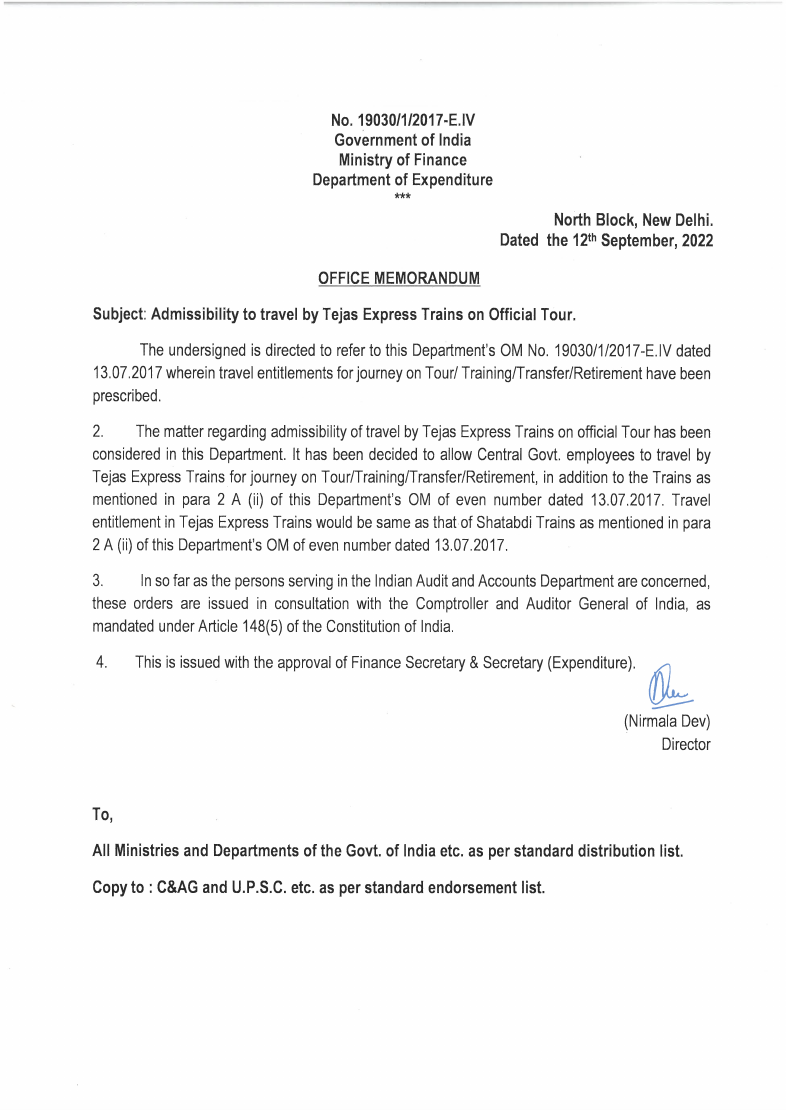 No. 19030/1/2017-E.IV
Government of India
Ministry of Finance
Department of Expenditure
***
North Block, New Delhi.
Dated the 12th September, 2022
OFFICE MEMORANDUM
Subject: Admissibility to travel by Tejas Express Trains on Official Tour.
The undersigned is directed to refer to this Department's OM No. 19030/1/2017-E.IV dated
13.07.2017 wherein travel entitlements for journey on Tour/ Training/Transfer/Retirement have been
prescribed.
2. The matter regarding admissibility of travel by Tejas Express Trains on official Tour has been
considered in this Department. It has been decided to allow Central Govt. employees to travel by
Tejas Express Trains for journey on Tour/Training/Transfer/Retirement, in addition to the Trains as
mentioned in para 2 A (ii) of this Department's OM of even number dated 13.07.2017. Travel
entitlement in Tejas Express Trains would be same as that of Shatabdi Trains as mentioned in para
2 A (ii) of this Department's OM of even number dated 13.07.2017.
3. In so far as the persons serving in the Indian Audit and Accounts Department are concerned,
these orders are issued in consultation with the Comptroller and Auditor General of India, as
mandated under Article 148(5) of the Constitution of India.
4. This is issued with the approval of Finance Secretary & Secretary (Expenditure).
(Nirmala Dev)
Director
To,
All Ministries and Departments of the Govt. of India etc. as per standard distribution list.
Copy to : C&AG and U.P.S.C. etc. as per standard endorsement list.